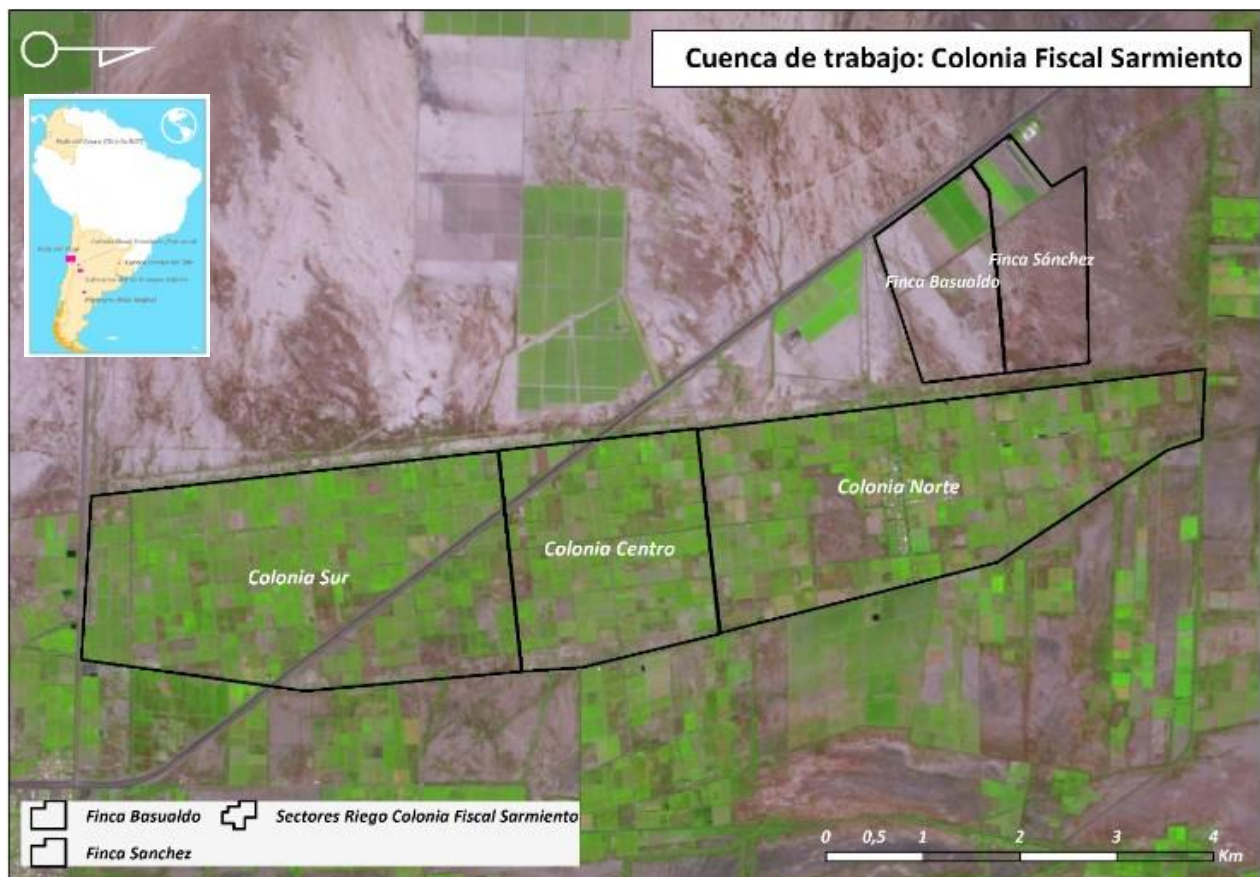 Cuenca de trabajo: Colonia Fiscal Sarmiento
Finca Sánchez
Finca Basualdo
Colonia Norte
Colonia Centro
Colonia Sur
Finca Basualdo
Sectores Riego Colonia Fiscal Sarmiento
Finca Sanchez
0 0,5 1 2 3 4
Km